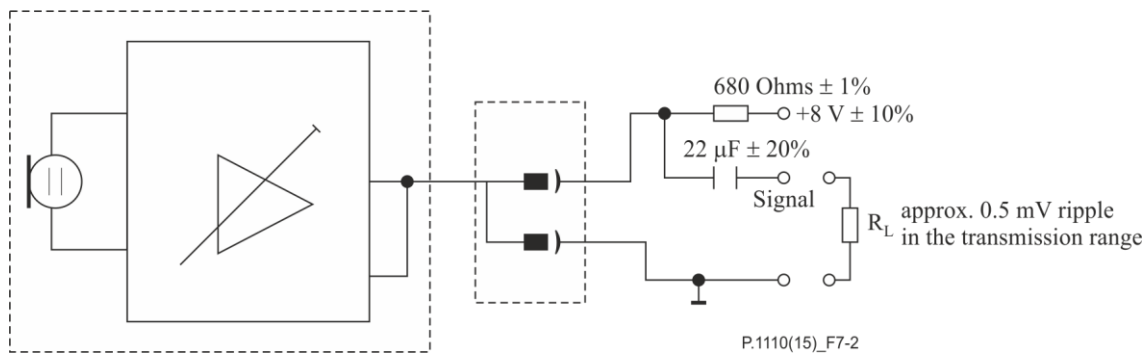 680 Ohms ± 1%
+8 V ± 10%
22 µF ± 20%
Signal
R_L
approx. 0.5 mV ripple
in the transmission range
P.1110(15)_F7-2